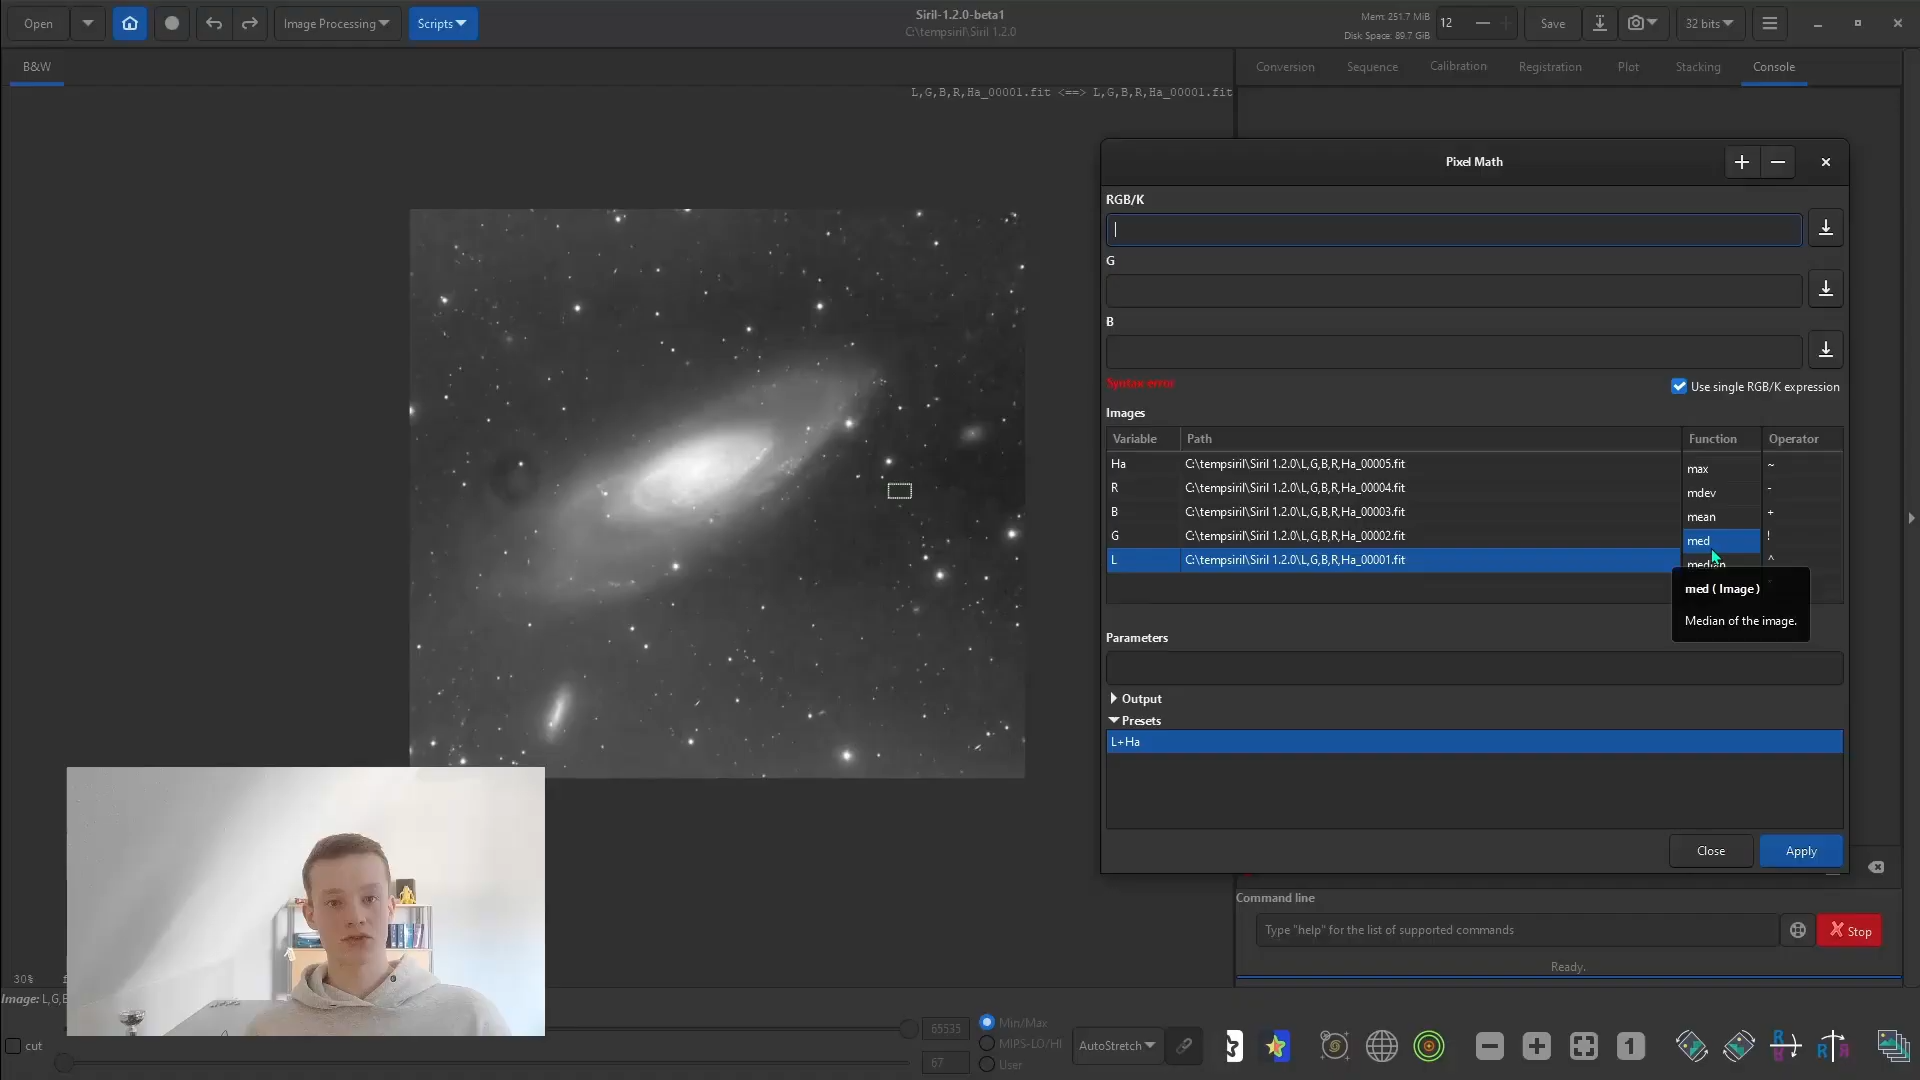 Open
Image Processing
Scripts
Siril-1.2.0-beta1
C:\tempsiril\Siril 1.2.0
Mem: 251.7 MiB
Disk Space: 89.7 GiB
12
Save
32 bits
B&W
Conversion
Sequence
Calibration
Registration
Plot
Stacking
Console
L,G,B,R,Ha_00001.fit <==> L,G,B,R,Ha_00001.fit
Pixel Math
RGB/K
G
B
Syntax error
Use single RGB/K expression
Images
Variable Path Function Operator
Ha C:\tempsiril\Siril 1.2.0\L,G,B,R,Ha_00005.fit
R C:\tempsiril\Siril 1.2.0\L,G,B,R,Ha_00004.fit
B C:\tempsiril\Siril 1.2.0\L,G,B,R,Ha_00003.fit
G C:\tempsiril\Siril 1.2.0\L,G,B,R,Ha_00002.fit
L C:\tempsiril\Siril 1.2.0\L,G,B,R,Ha_00001.fit
max ~
mdev -
mean +
med !
median ^
med ( Image )
Median of the image.
Parameters
Output
Presets
L+Ha
Close
Apply
Command line
Type "help" for the list of supported commands
Stop
Ready.
30%
Image: L,G,B
cut
65535
67
Min/Max
MIPS-LO/HI
User
AutoStretch
1
R
R
R